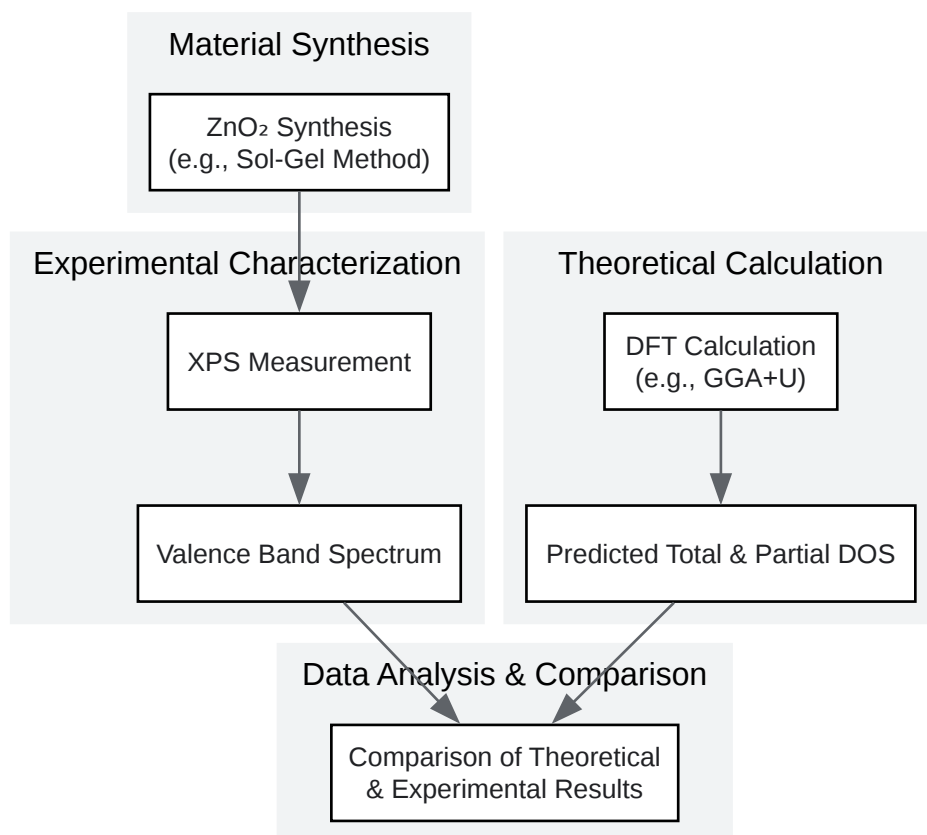 Material Synthesis
ZnO₂ Synthesis
(e.g., Sol-Gel Method)
Experimental Characterization
XPS Measurement
Valence Band Spectrum
Theoretical Calculation
DFT Calculation
(e.g., GGA+U)
Predicted Total & Partial DOS
Data Analysis & Comparison
Comparison of Theoretical
& Experimental Results